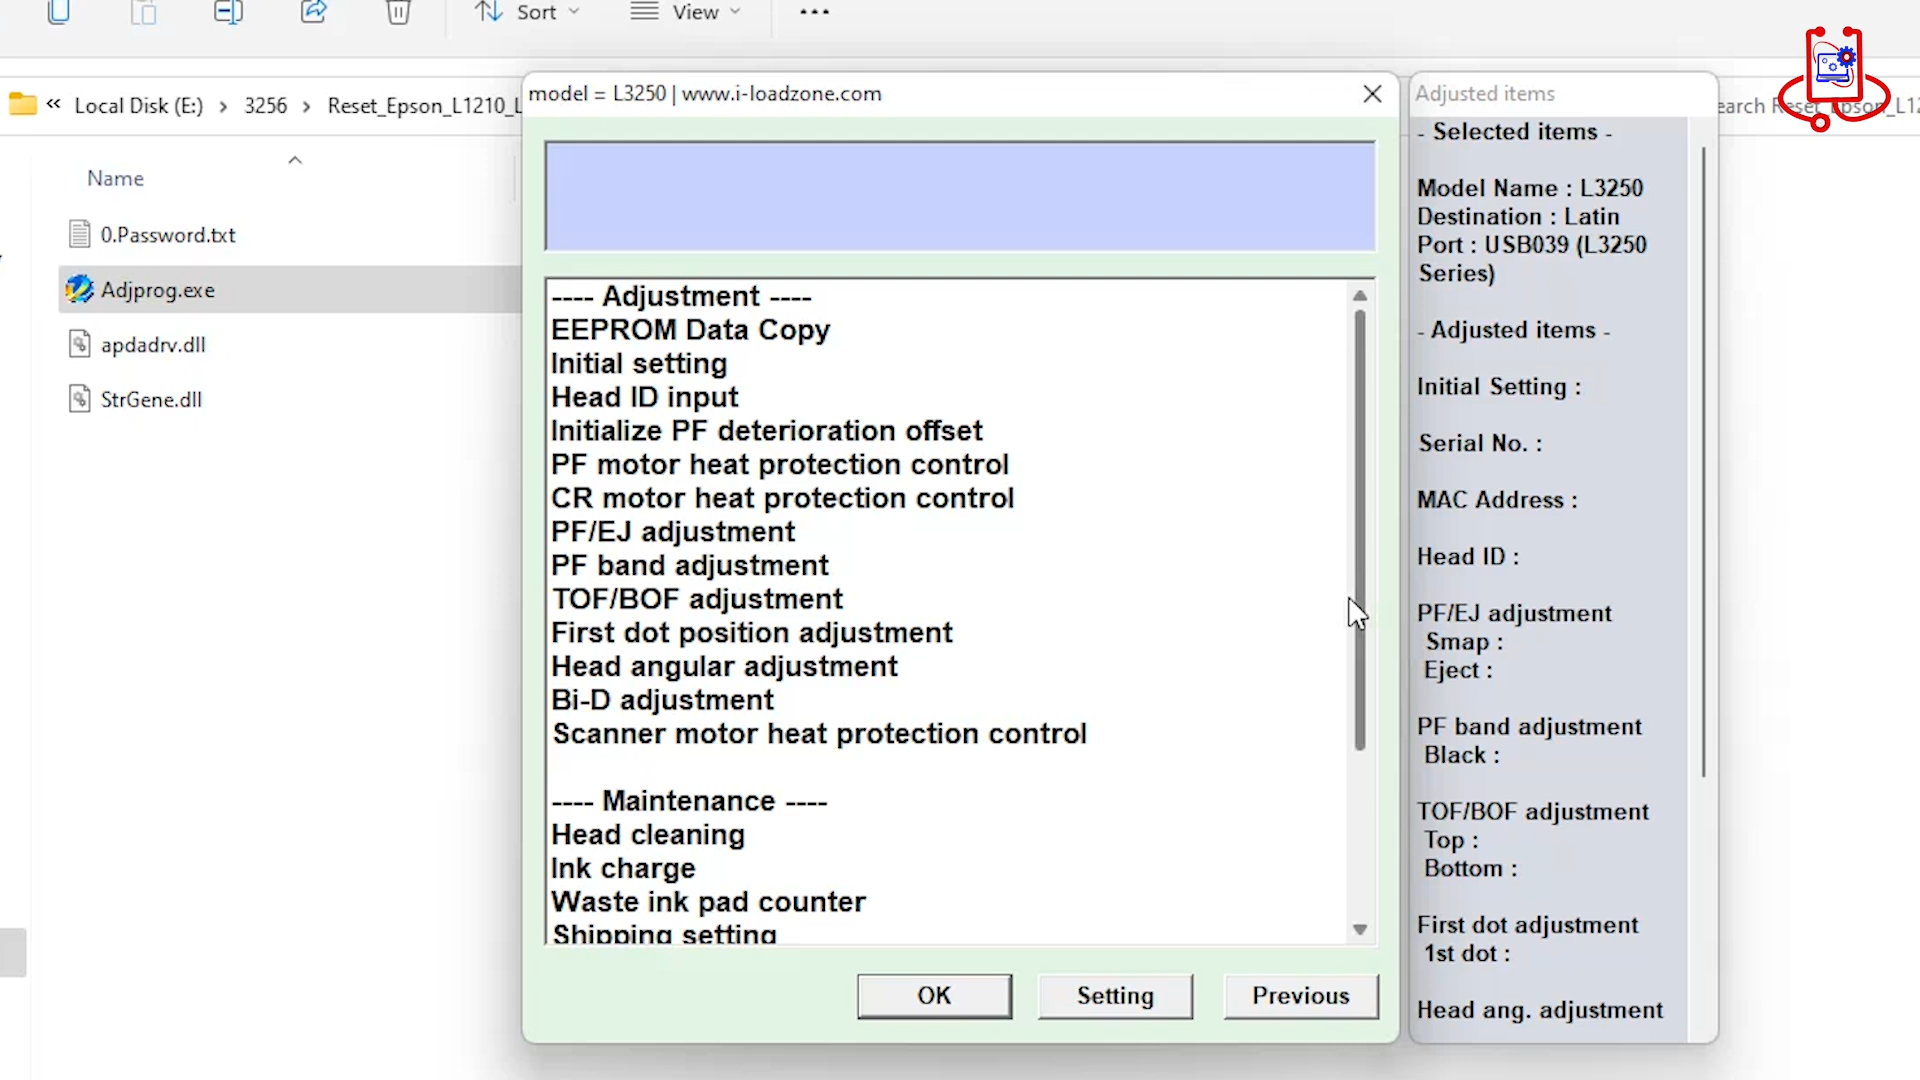 Sort
View
Local Disk (E:) > 3256 > Reset_Epson_L1210_L
earch Reset_Epson_L12
Name
0.Password.txt
Adjprog.exe
apdadrv.dll
StrGene.dll
model = L3250 | www.i-loadzone.com
---- Adjustment ----
EEPROM Data Copy
Initial setting
Head ID input
Initialize PF deterioration offset
PF motor heat protection control
CR motor heat protection control
PF/EJ adjustment
PF band adjustment
TOF/BOF adjustment
First dot position adjustment
Head angular adjustment
Bi-D adjustment
Scanner motor heat protection control
---- Maintenance ----
Head cleaning
Ink charge
Waste ink pad counter
Shipping setting
OK
Setting
Previous
Adjusted items
- Selected items -
Model Name : L3250
Destination : Latin
Port : USB039 (L3250
Series)
- Adjusted items -
Initial Setting :
Serial No. :
MAC Address :
Head ID :
PF/EJ adjustment
Smap :
Eject :
PF band adjustment
Black :
TOF/BOF adjustment
Top :
Bottom :
First dot adjustment
1st dot :
Head ang. adjustment